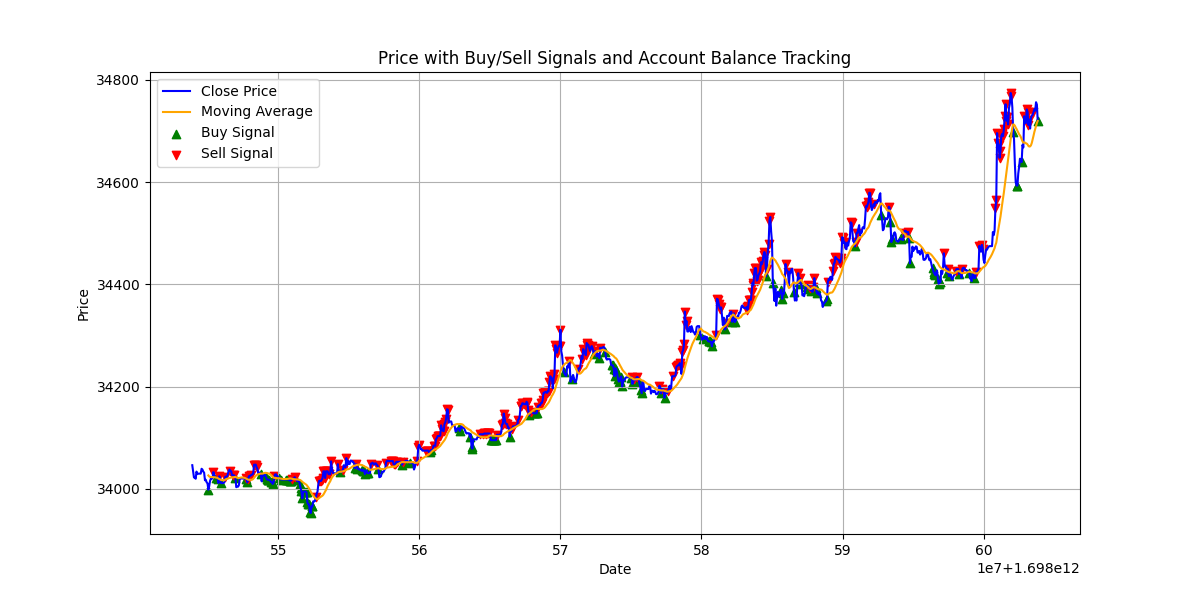 Price with Buy/Sell Signals and Account Balance Tracking
Close Price
Moving Average
Buy Signal
Sell Signal
34800
34600
34400
34200
34000
Price
55 56 57 58 59 60
1e7+1.698e12
Date